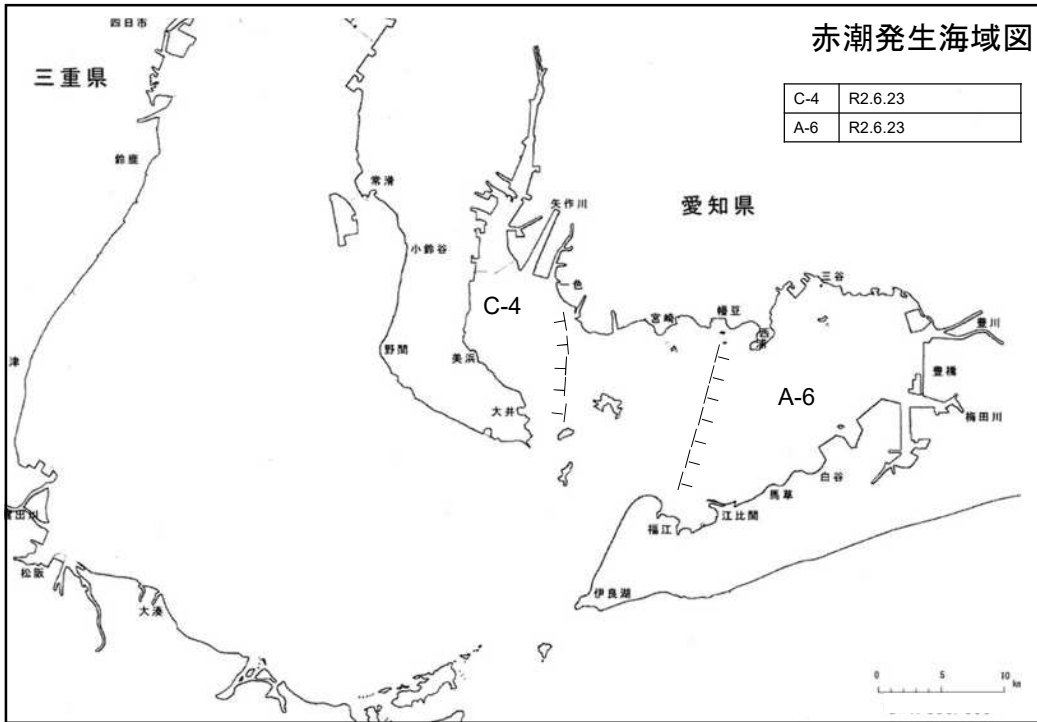 赤潮発生海域図
C-4 R2.6.23
A-6 R2.6.23
四日市
三重県
鈴鹿
常滑
矢作川
愛知県
小鈴谷
一色
三谷
C-4
宮崎
幡豆
西浦
豊川
津
野間
美浜
豊橋
大井
A-6
梅田川
白谷
馬草
江比間
福江
松阪
伊良湖
大湊
0 5 10 km